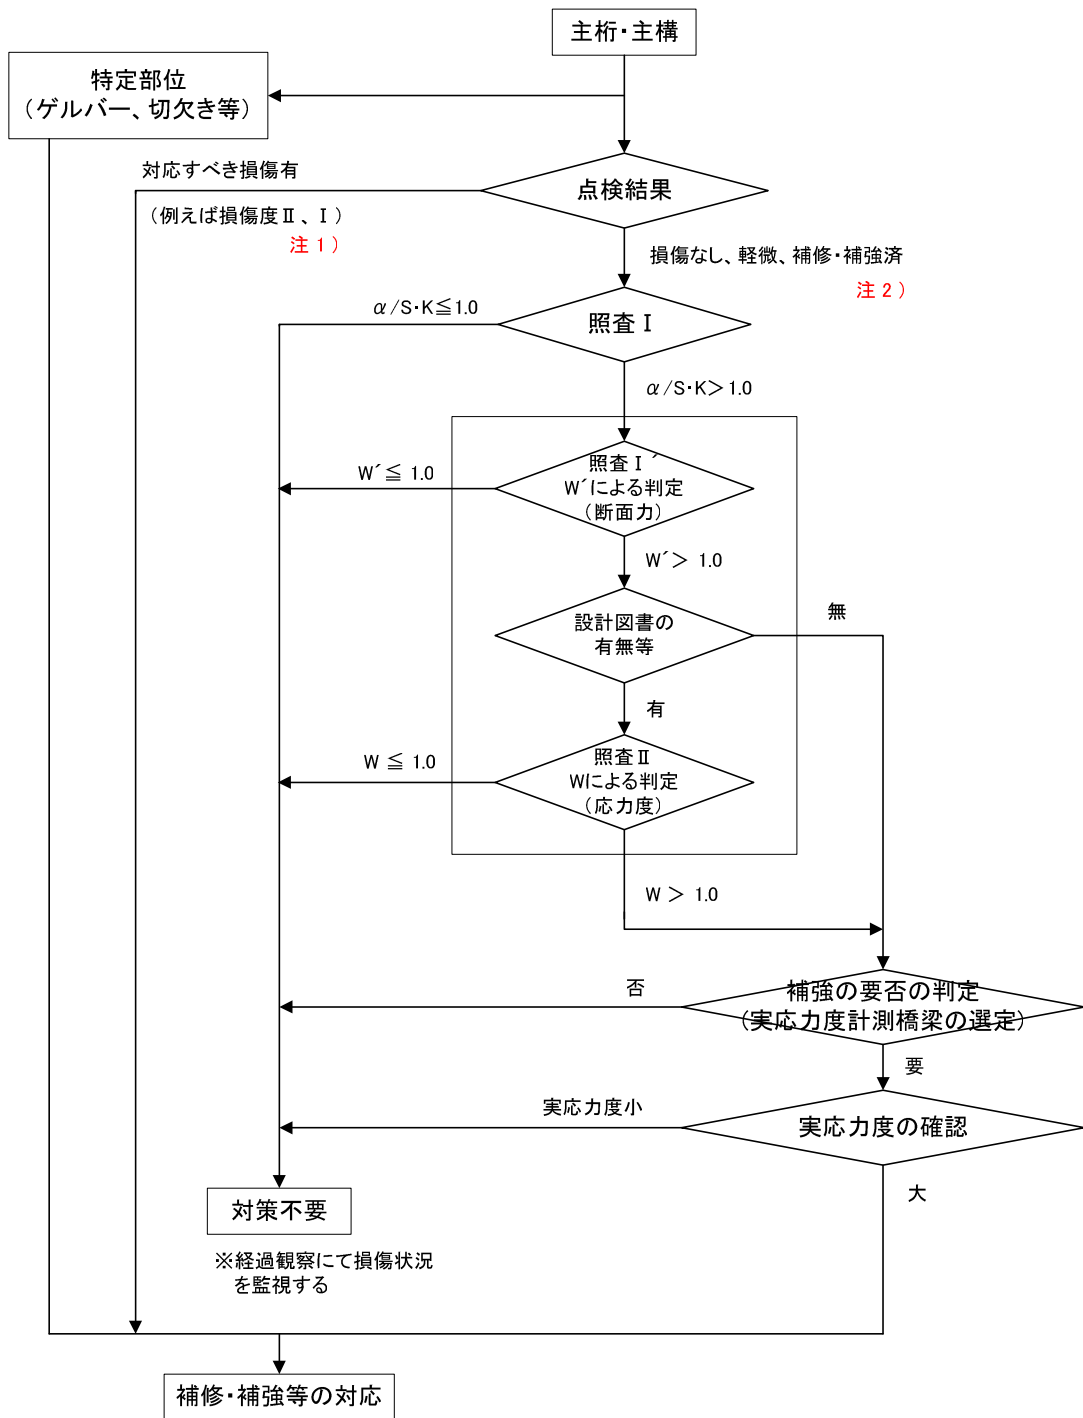 主桁・主構
特定部位
（ゲルバー、切欠き等）
対応すべき損傷有
（例えば損傷度Ⅱ、Ⅰ）
注１）
点検結果
損傷なし、軽微、補修・補強済
注２）
α/S・K≦1.0
照査Ⅰ
α/S・K＞1.0
W´≦ 1.0
照査Ⅰ´
W´による判定
（断面力）
W´＞ 1.0
設計図書の
有無等
無
有
W ≦ 1.0
照査Ⅱ
Wによる判定
（応力度）
W ＞ 1.0
否
補強の要否の判定
（実応力度計測橋梁の選定）
要
実応力度小
実応力度の確認
大
対策不要
※経過観察にて損傷状況
を監視する
補修・補強等の対応